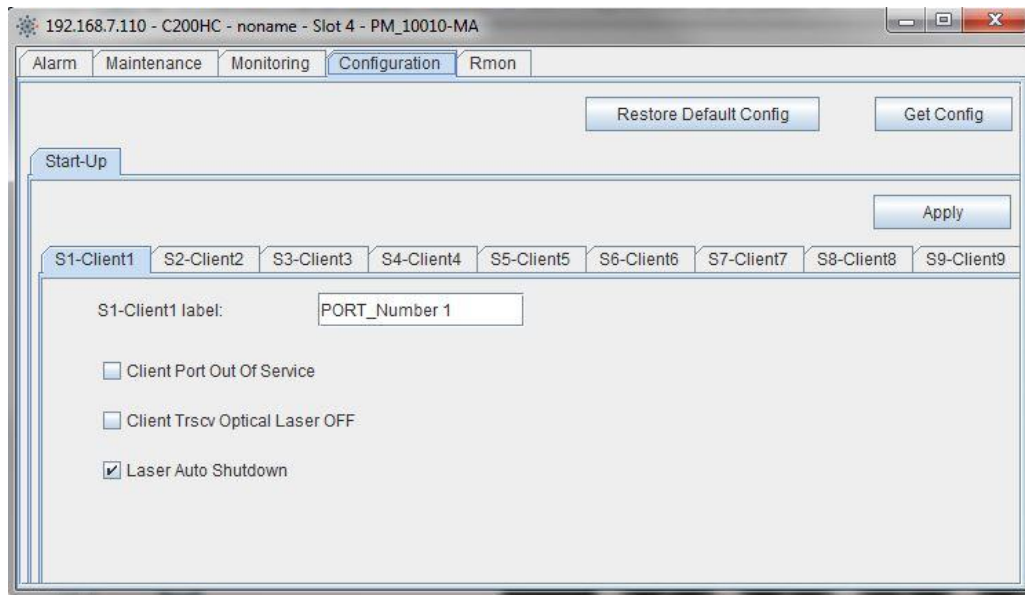 192.168.7.110 - C200HC - noname - Slot 4 - PM_10010-MA
Alarm Maintenance Monitoring Configuration Rmon
Restore Default Config Get Config
Start-Up
Apply
S1-Client1 S2-Client2 S3-Client3 S4-Client4 S5-Client5 S6-Client6 S7-Client7 S8-Client8 S9-Client9
S1-Client1 label: PORT_Number 1
Client Port Out Of Service
Client Trscv Optical Laser OFF
Laser Auto Shutdown